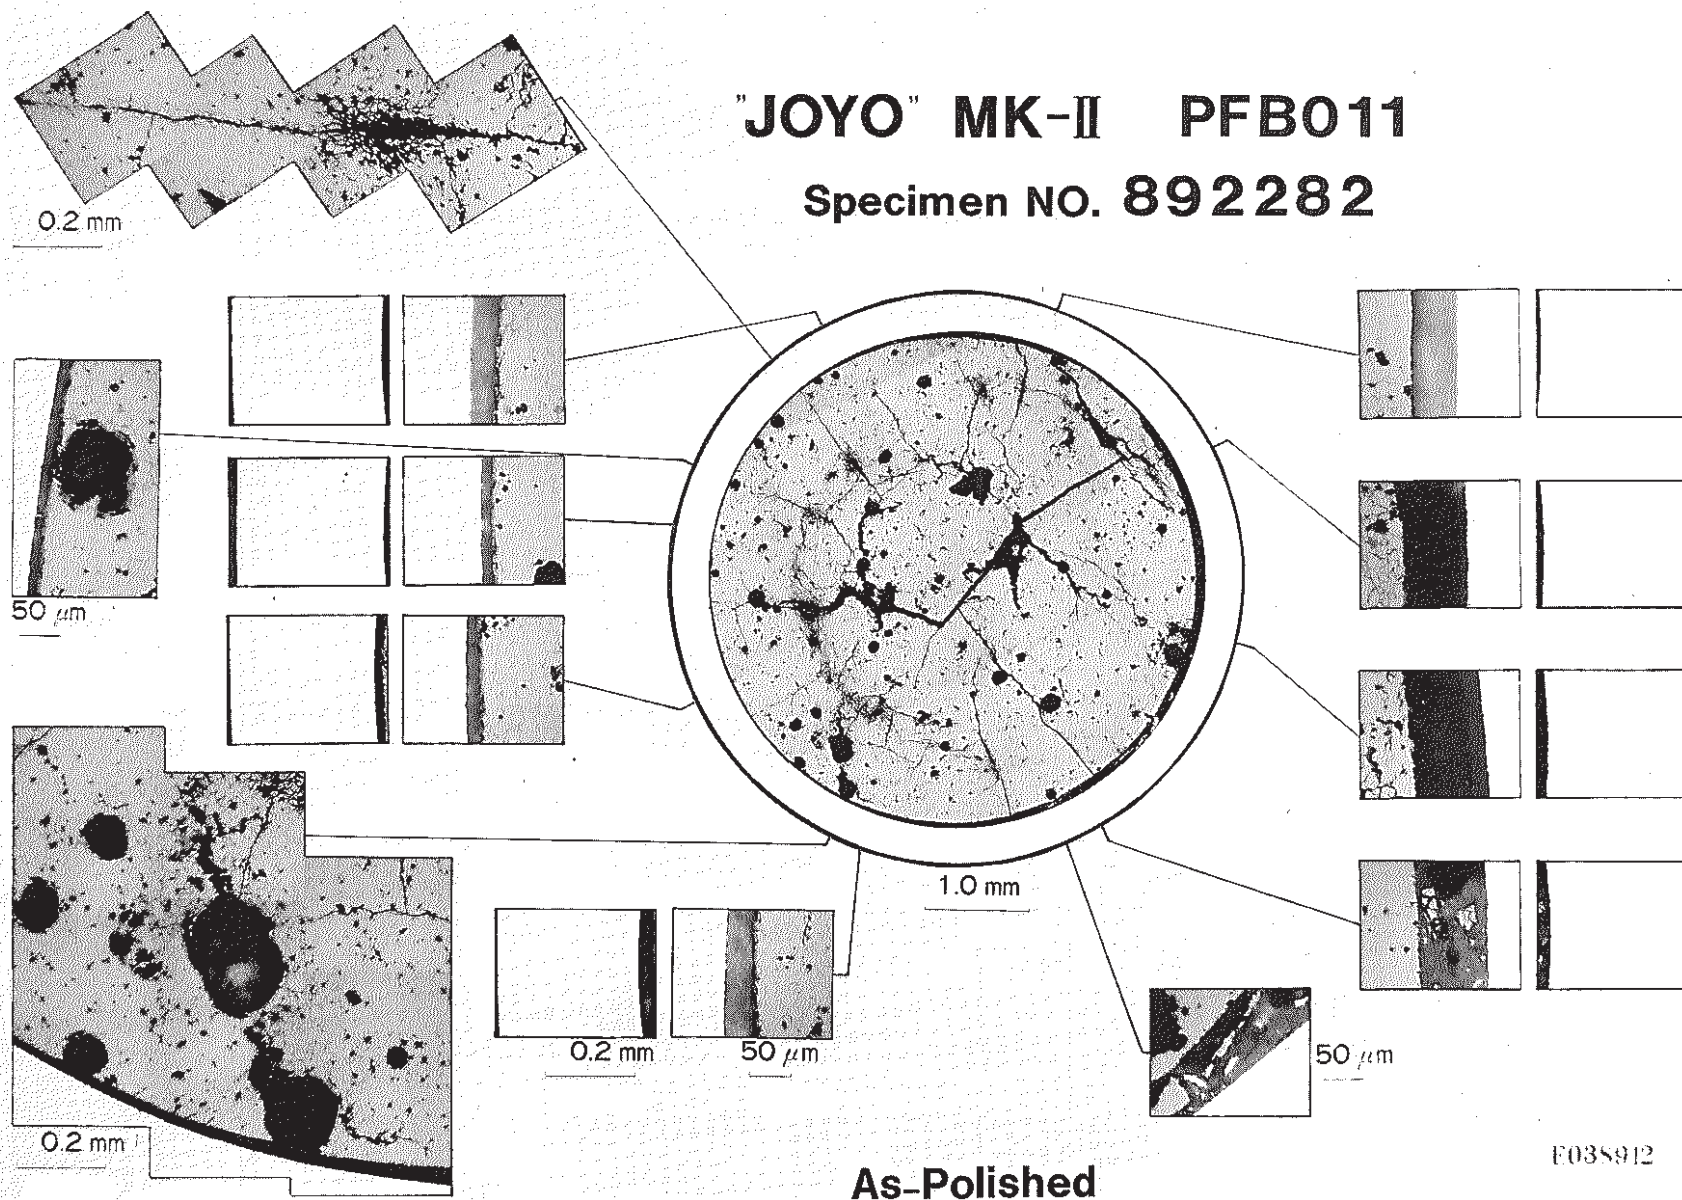 "JOYO" MK-II PFB011
Specimen NO. 892282
0.2 mm
50 μm
1.0 mm
0.2 mm 50 μm
50 μm
0.2 mm
As-Polished
E038912